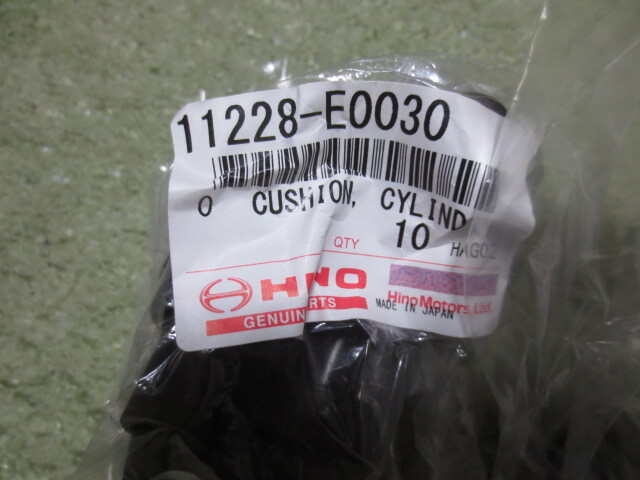 11228-E0030
0 CUSHION, CYLIND
QTY 10 HAG02
HINO
GENUINE PARTS
Hino Motors, Ltd.
MADE IN JAPAN